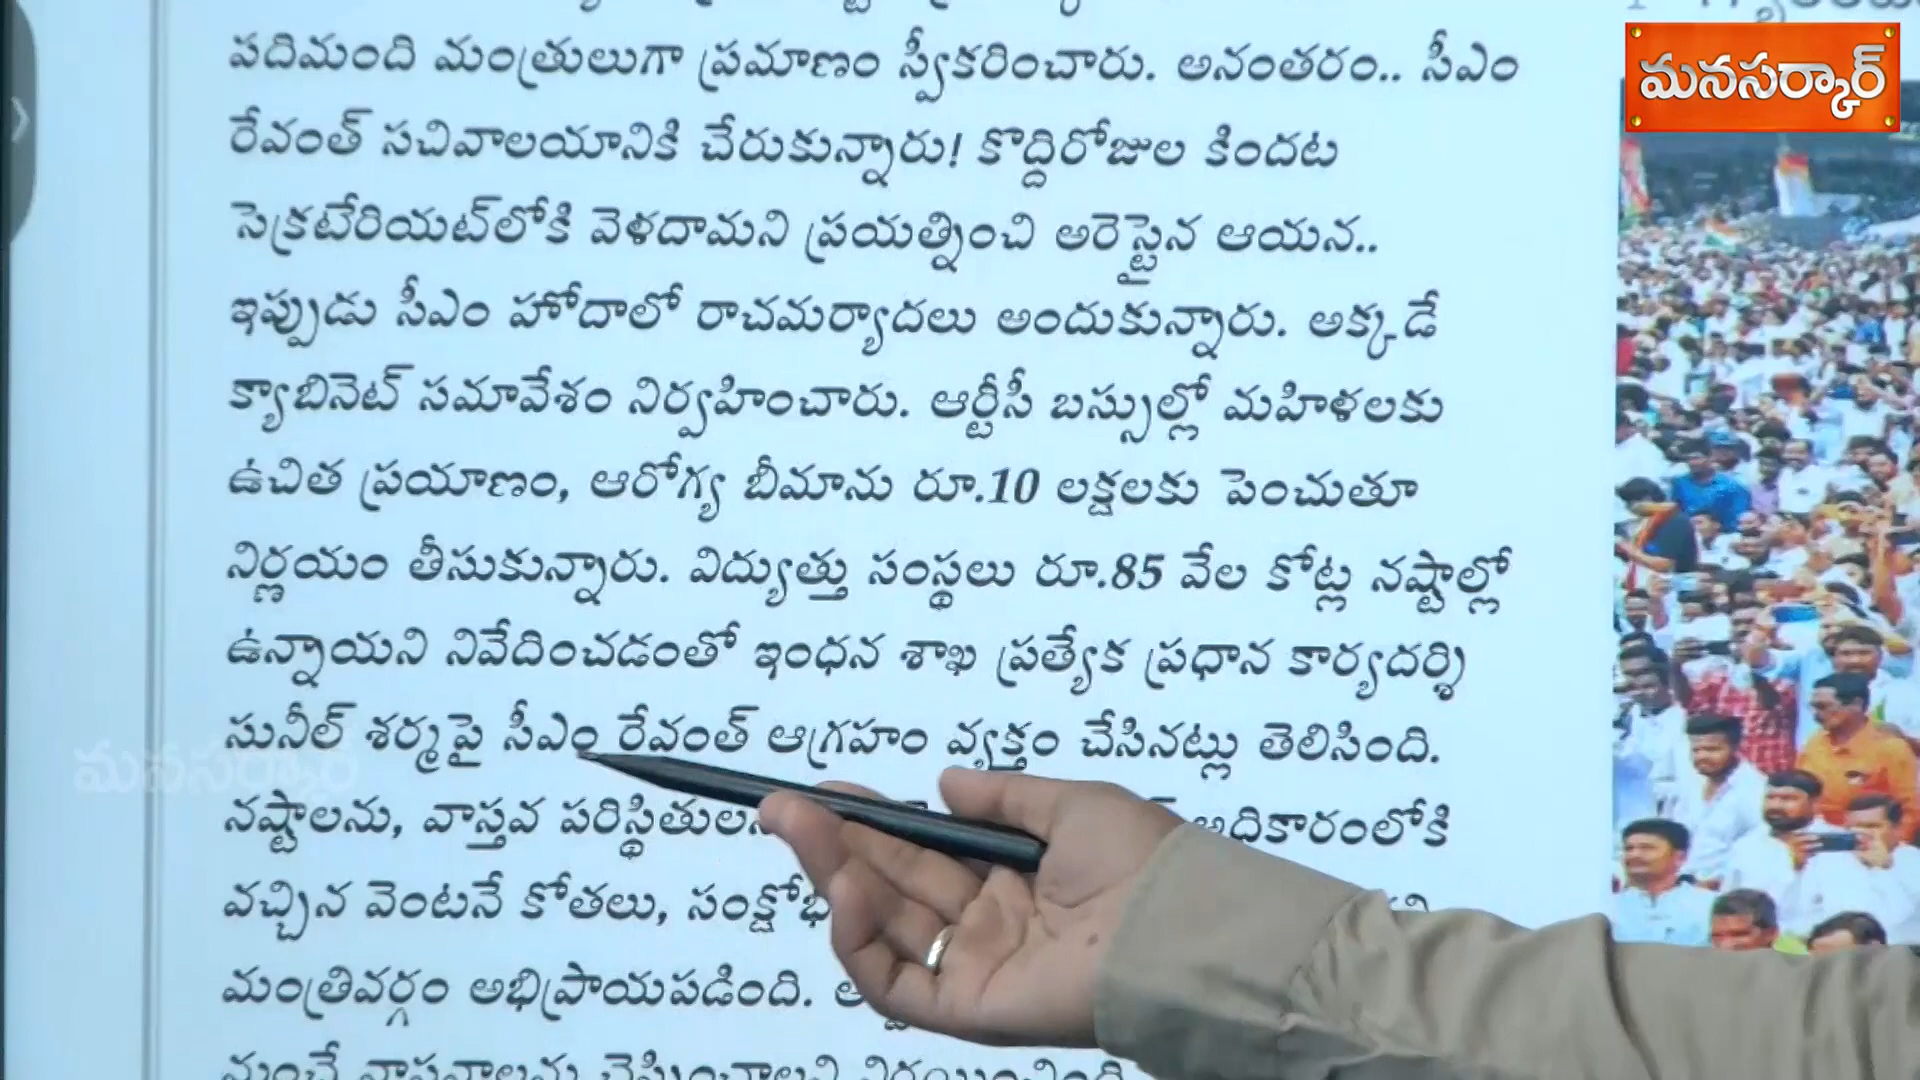 మనసర్కార్
పదిమంది మంత్రులుగా ప్రమాణం స్వీకరించారు. అనంతరం.. సీఎం
రేవంత్ సచివాలయానికి చేరుకున్నారు! కొద్దిరోజుల కిందట
సెక్రటేరియట్‌లోకి వెళదామని ప్రయత్నించి అరెస్టైన ఆయన..
ఇప్పుడు సీఎం హోదాలో రాచమర్యాదలు అందుకున్నారు. అక్కడే
క్యాబినెట్ సమావేశం నిర్వహించారు. ఆర్టీసీ బస్సుల్లో మహిళలకు
ఉచిత ప్రయాణం, ఆరోగ్య బీమాను రూ.10 లక్షలకు పెంచుతూ
నిర్ణయం తీసుకున్నారు. విద్యుత్తు సంస్థలు రూ.85 వేల కోట్ల నష్టాల్లో
ఉన్నాయని నివేదించడంతో ఇంధన శాఖ ప్రత్యేక ప్రధాన కార్యదర్శి
సునీల్ శర్మపై సీఎం రేవంత్ ఆగ్రహం వ్యక్తం చేసినట్లు తెలిసింది.
మనసర్కార్
నష్టాలను, వాస్తవ అధికారంలోకి
వచ్చిన వెంటనే కోతలు,
మంత్రివర్గం అభిప్రాయపడింది.